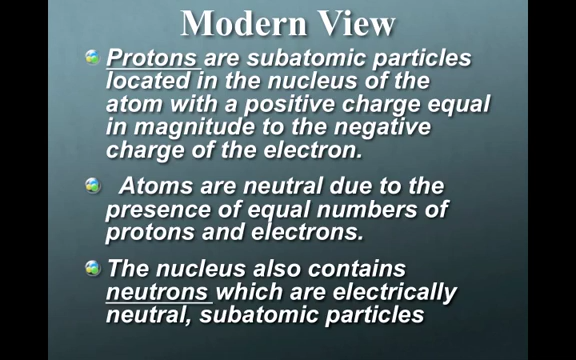 Modern View
Protons are subatomic particles
located in the nucleus of the
atom with a positive charge equal
in magnitude to the negative
charge of the electron.
Atoms are neutral due to the
presence of equal numbers of
protons and electrons.
The nucleus also contains
neutrons which are electrically
neutral, subatomic particles